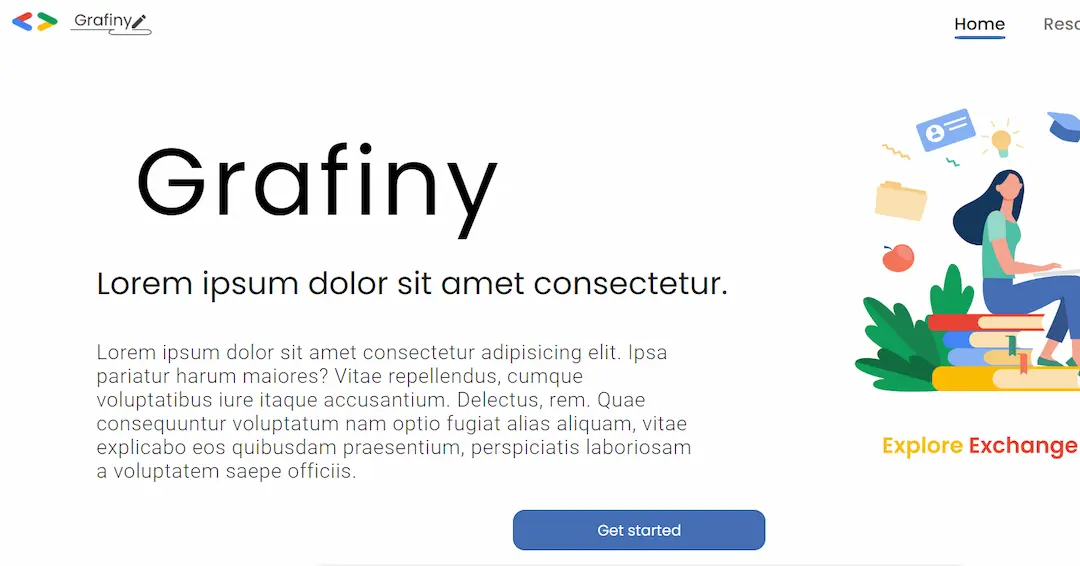 Grafiny
Home
Grafiny
Lorem ipsum dolor sit amet consectetur.
Lorem ipsum dolor sit amet consectetur adipisicing elit. Ipsa
pariatur harum maiores? Vitae repellendus, cumque
voluptatibus iure itaque accusantium. Delectus, rem. Quae
consequuntur voluptatum nam optio fugiat alias aliquam, vitae
explicabo eos quibusdam praesentium, perspiciatis laboriosam
a voluptatem saepe officiis.
Explore Exchange
Get started